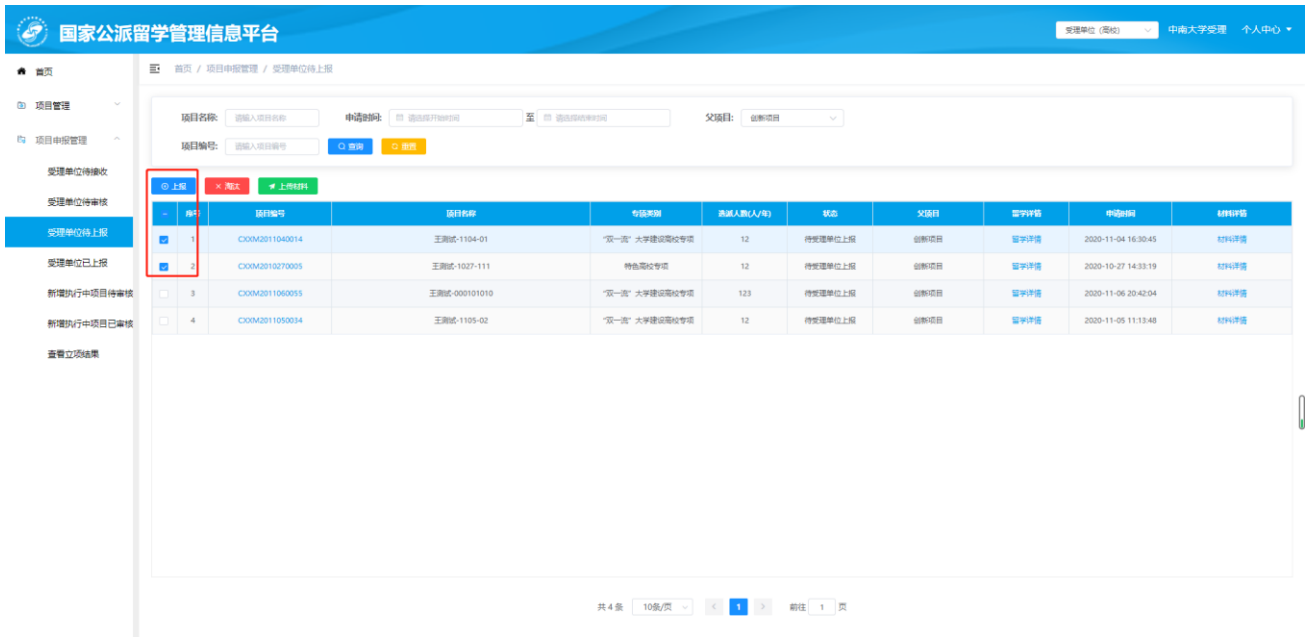 国家公派留学管理信息平台
受理单位（高校） 中南大学受理 个人中心
首页
首页 / 项目申报管理 / 受理单位待上报
项目管理
项目申报管理
受理单位待接收
受理单位待审核
受理单位待上报
受理单位已上报
新增执行中项目待审核
新增执行中项目已审核
查看立项结果
项目名称: 请输入项目名称 申请时间: 请选择开始时间 至 请选择结束时间 父项目: 创新项目
项目编号: 请输入项目编号 查询 重置
上报 淘汰 上传材料
序号 项目编号 项目名称 专项类别 选派人数(人/年) 状态 父项目 留学详情 申请时间 材料详情
1 CXXM2011040014 王测试-1104-01 “双一流” 大学建设高校专项 12 待受理单位上报 创新项目 留学详情 2020-11-04 16:30:45 材料详情
2 CXXM2010270005 王测试-1027-111 特色高校专项 12 待受理单位上报 创新项目 留学详情 2020-10-27 14:33:19 材料详情
3 CXXM2011060055 王测试-000101010 “双一流” 大学建设高校专项 123 待受理单位上报 创新项目 留学详情 2020-11-06 20:42:04 材料详情
4 CXXM2011050034 王测试-1105-02 “双一流” 大学建设高校专项 12 待受理单位上报 创新项目 留学详情 2020-11-05 11:13:48 材料详情
共 4 条 10条/页 1 前往 1 页